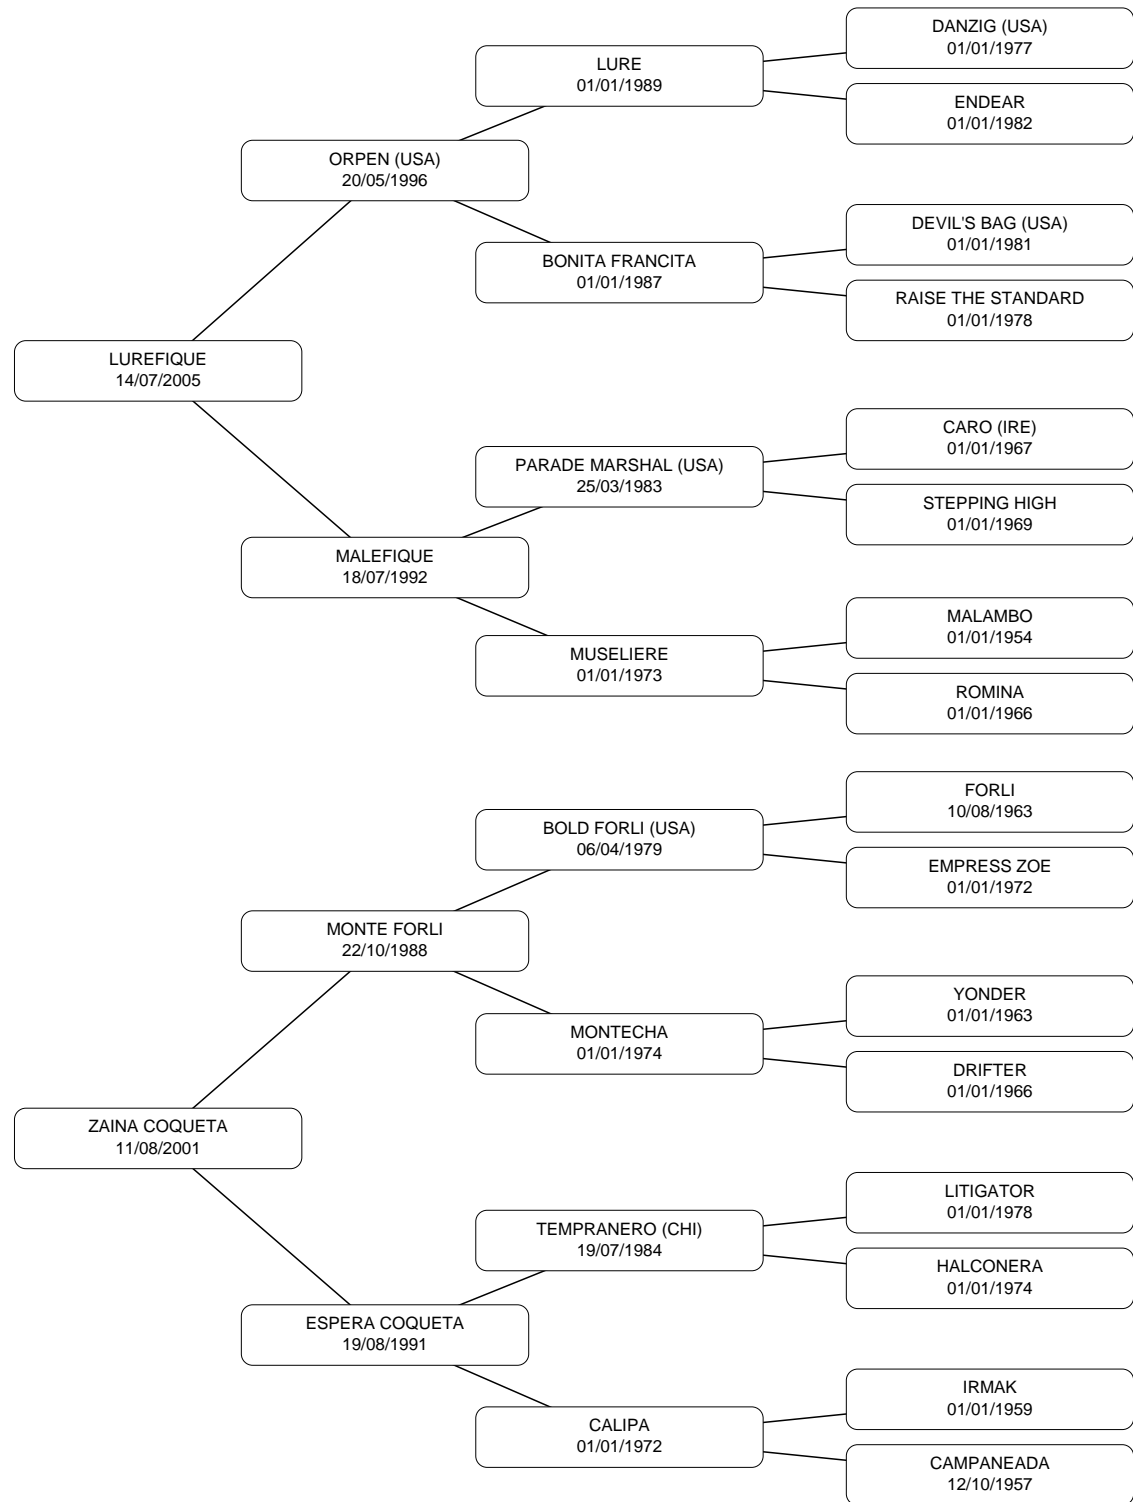 DANZIG (USA)
01/01/1977
LURE
01/01/1989
ENDEAR
01/01/1982
ORPEN (USA)
20/05/1996
DEVIL'S BAG (USA)
01/01/1981
BONITA FRANCITA
01/01/1987
RAISE THE STANDARD
01/01/1978
LUREFIQUE
14/07/2005
CARO (IRE)
01/01/1967
PARADE MARSHAL (USA)
25/03/1983
STEPPING HIGH
01/01/1969
MALEFIQUE
18/07/1992
MALAMBO
01/01/1954
MUSELIERE
01/01/1973
ROMINA
01/01/1966
FORLI
10/08/1963
BOLD FORLI (USA)
06/04/1979
EMPRESS ZOE
01/01/1972
MONTE FORLI
22/10/1988
YONDER
01/01/1963
MONTECHA
01/01/1974
DRIFTER
01/01/1966
ZAINA COQUETA
11/08/2001
LITIGATOR
01/01/1978
TEMPRANERO (CHI)
19/07/1984
HALCONERA
01/01/1974
ESPERA COQUETA
19/08/1991
IRMAK
01/01/1959
CALIPA
01/01/1972
CAMPANEADA
12/10/1957